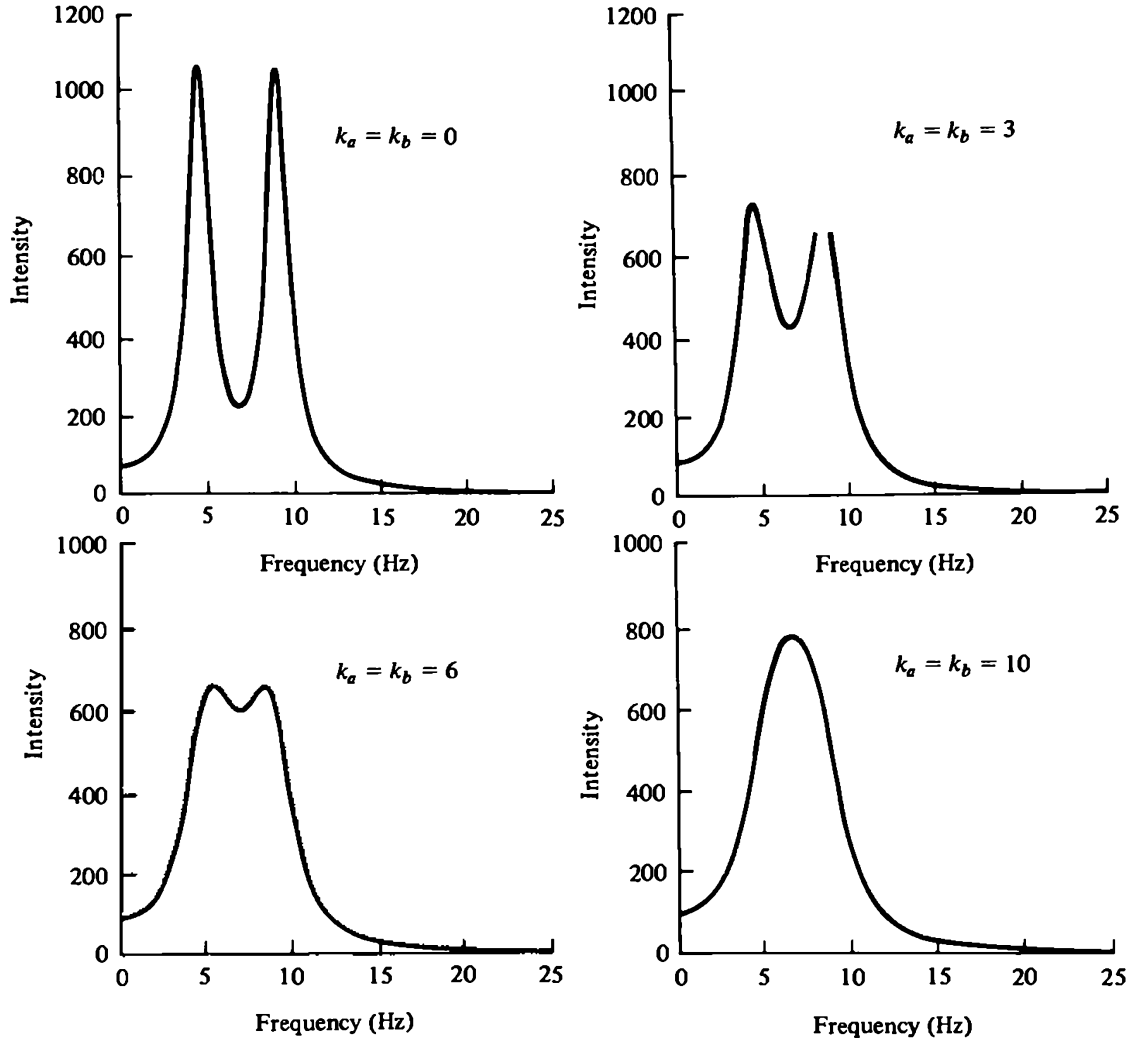 1200
1000
800
600
400
200
0
Intensity
k_a = k_b = 0
0 5 10 15 20 25
Frequency (Hz)
1200
1000
800
600
400
200
0
Intensity
k_a = k_b = 3
0 5 10 15 20 25
Frequency (Hz)
1000
800
600
400
200
0
Intensity
k_a = k_b = 6
0 5 10 15 20 25
Frequency (Hz)
1000
800
600
400
200
0
Intensity
k_a = k_b = 10
0 5 10 15 20 25
Frequency (Hz)